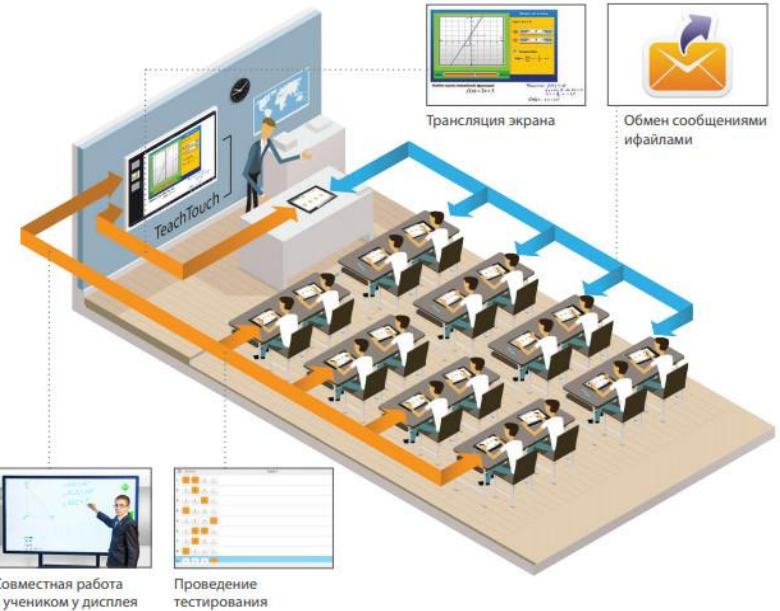 Трансляция экрана
Обмен сообщениями
ифайлами
TeachTouch
Совместная работа
учеником у дисплея
Проведение
тестирования